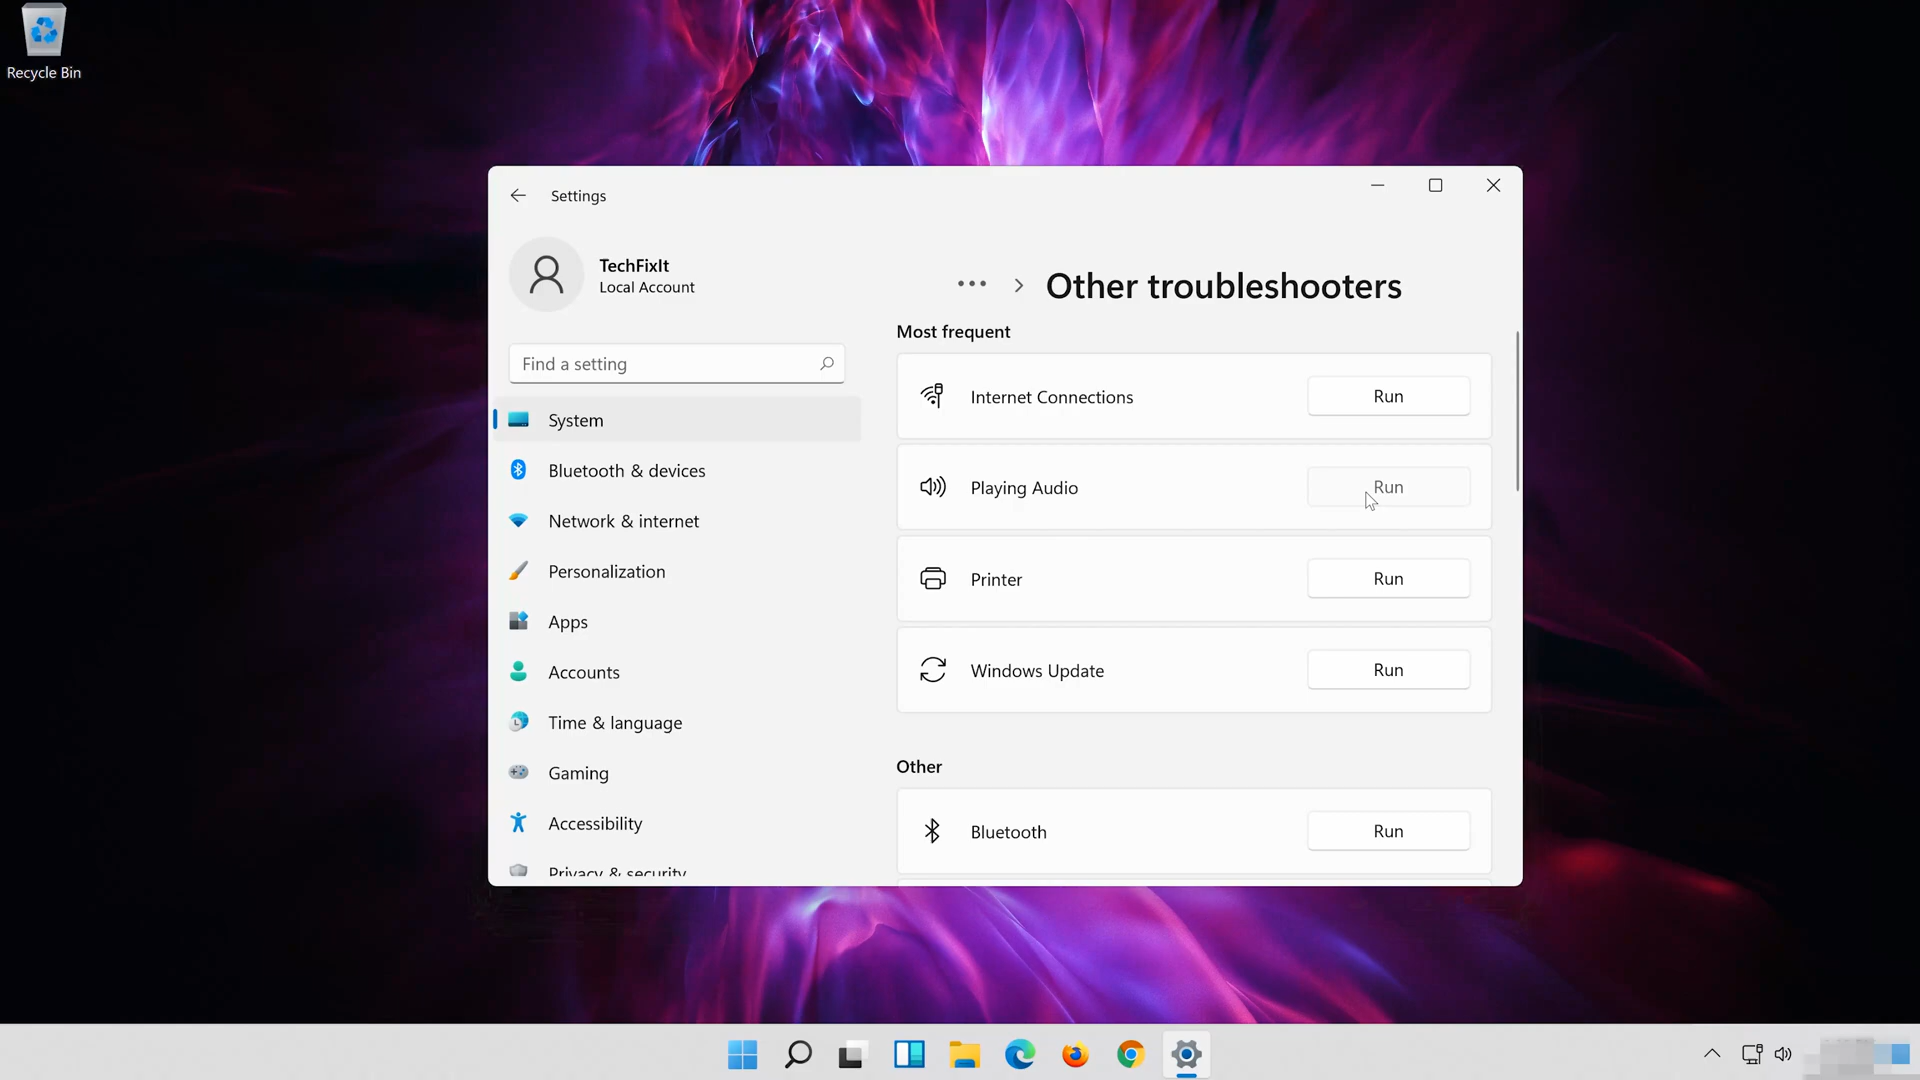 Recycle Bin
Settings
TechFixIt
Local Account
Find a setting
System
Bluetooth & devices
Network & internet
Personalization
Apps
Accounts
Time & language
Gaming
Accessibility
Privacy & security
Other troubleshooters
Most frequent
Internet Connections
Run
Playing Audio
Run
Printer
Run
Windows Update
Run
Other
Bluetooth
Run